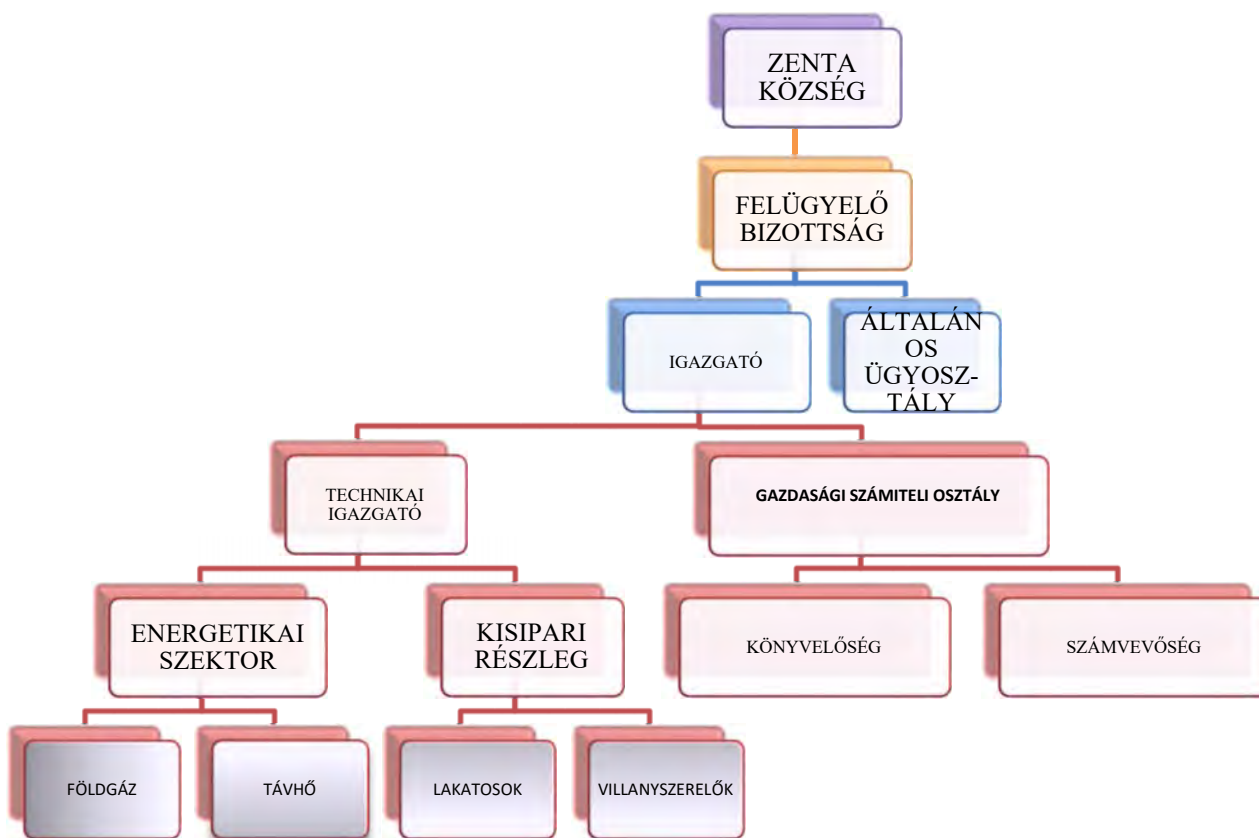 ZENTA
KÖZSÉG
FELÜGYELŐ
BIZOTTSÁG
IGAZGATÓ
ÁLTALÁN
OS
ÜGYOSZ-
TÁLY
TECHNIKAI
IGAZGATÓ
GAZDASÁGI SZÁMITELI OSZTÁLY
ENERGETIKAI
SZEKTOR
KISIPARI
RÉSZLEG
KÖNYVELŐSÉG
SZÁMVEVŐSÉG
FÖLDGÁZ
TÁVHŐ
LAKATOSOK
VILLANYSZERELŐK